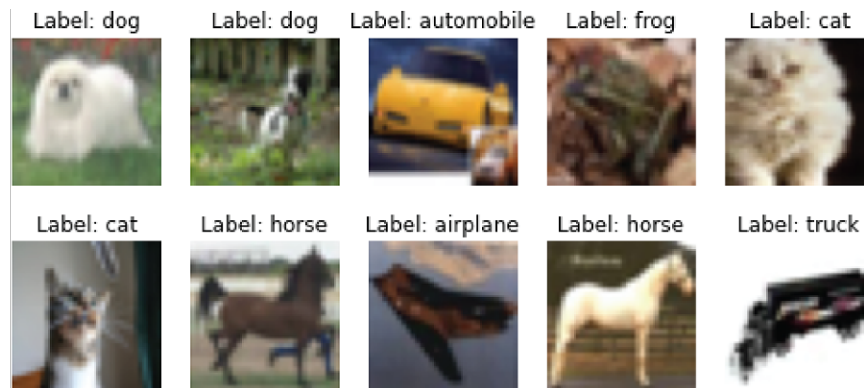 Label: dog
Label: dog
Label: automobile
Label: frog
Label: cat
Label: cat
Label: horse
Label: airplane
Label: horse
Label: truck